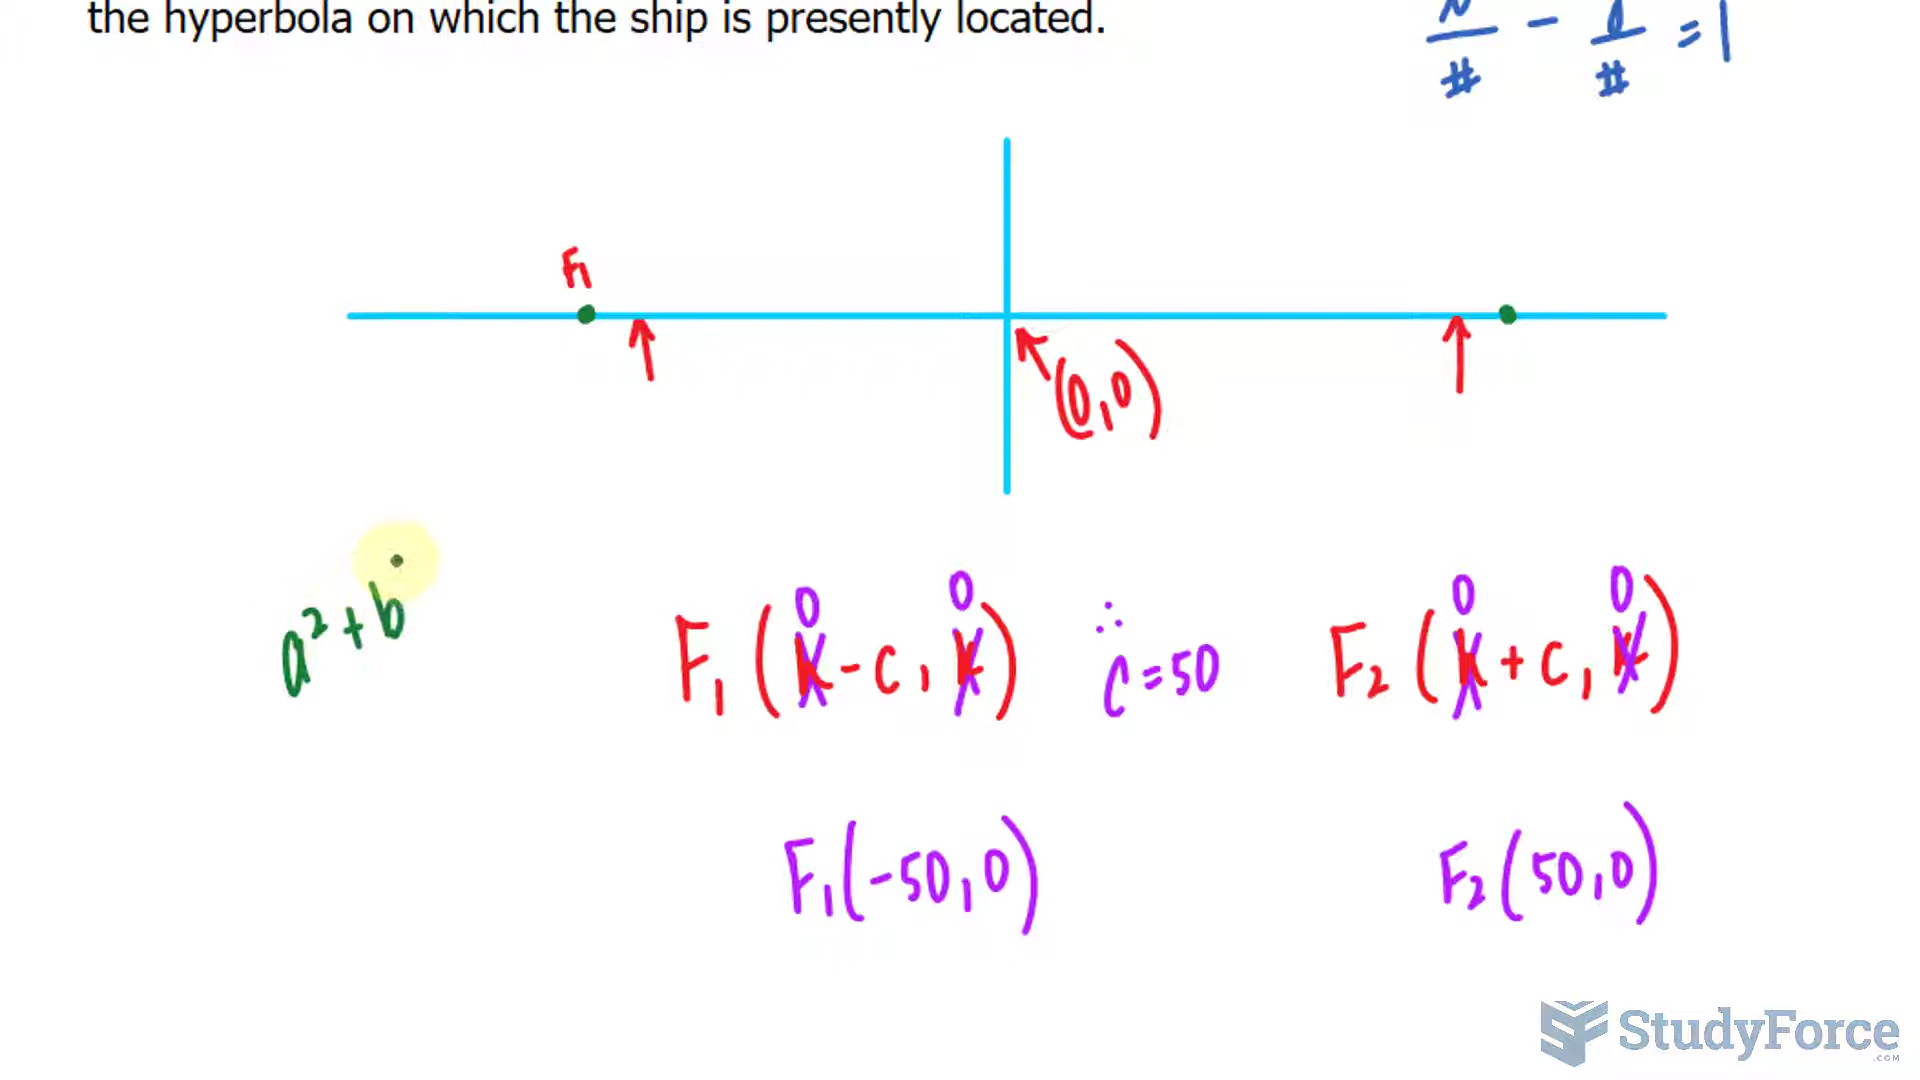 the hyperbola on which the ship is presently located.
# - # = 1
F1
(0,0)
a² + b
0 0
F1 (h - c, k)
∴
c = 50
0 0
F2 (h + c, k)
F1 (-50, 0)
F2 (50, 0)
StudyForce
.COM